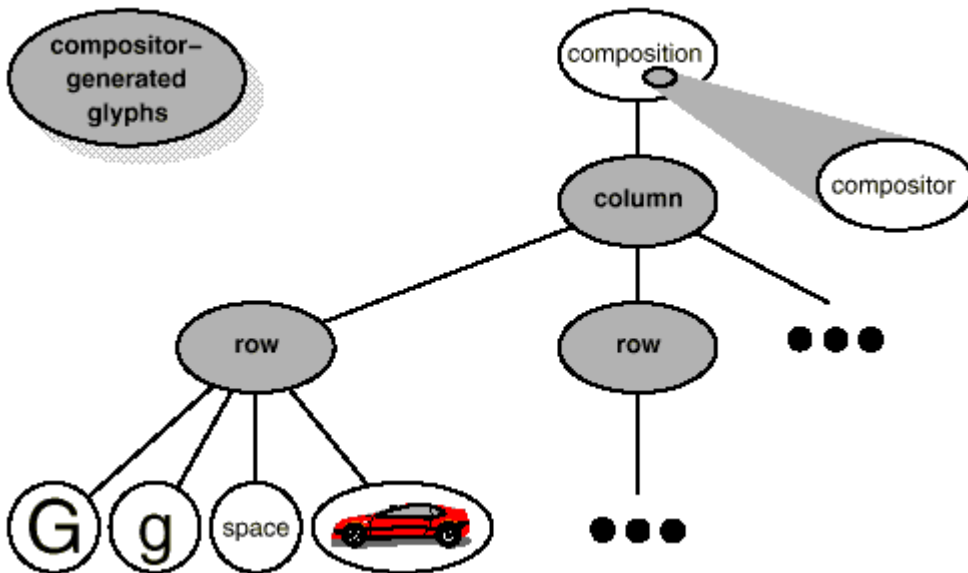 compositor–
generated
glyphs
composition
compositor
column
row
row
G
g
space